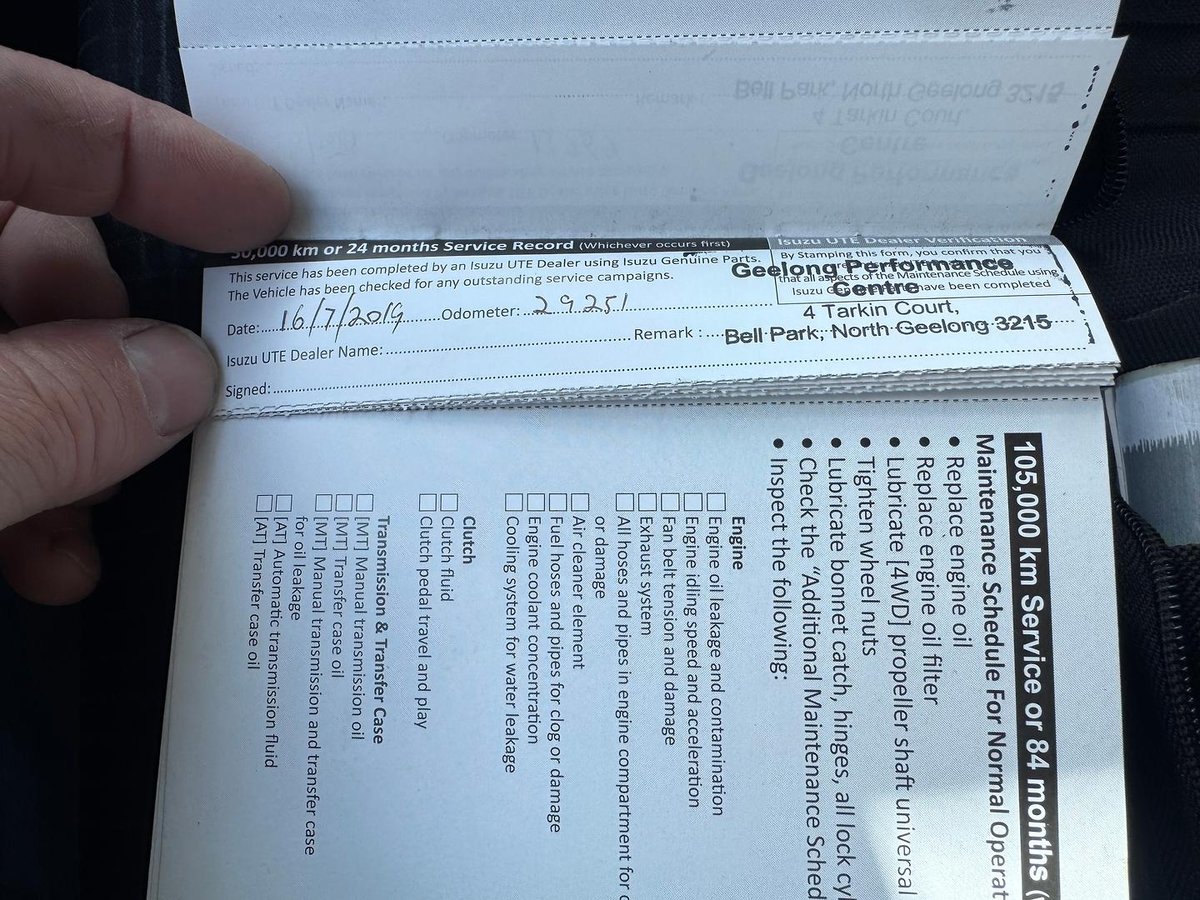 Bell Park, North Geelong 3215
4 Tarkin Court,
Centre
Geelong Performance
30,000 km or 24 months Service Record (Whichever occurs first)
This service has been completed by an Isuzu UTE Dealer using Isuzu Genuine Parts.
The Vehicle has been checked for any outstanding service campaigns.
Date: 16/7/2019 Odometer: 29251
Isuzu UTE Dealer Name: Remark :
Signed:
Isuzu UTE Dealer Verification
By Stamping this form, you confirm that you
that all aspects of the Maintenance Schedule using
Isuzu have been completed
Geelong Performance
Centre
4 Tarkin Court,
Bell Park, North Geelong 3215
105,000 km Service or 84 months (
Maintenance Schedule For Normal Operat
• Replace engine oil
• Replace engine oil filter
• Lubricate [4WD] propeller shaft universal
• Tighten wheel nuts
• Lubricate bonnet catch, hinges, all lock cyl
• Check the “Additional Maintenance Sched
• Inspect the following:
Engine
Engine oil leakage and contamination
Engine idling speed and acceleration
Fan belt tension and damage
Exhaust system
All hoses and pipes in engine compartment for c
or damage
Air cleaner element
Fuel hoses and pipes for clog or damage
Engine coolant concentration
Cooling system for water leakage
Clutch
Clutch fluid
Clutch pedal travel and play
Transmission & Transfer Case
[MT] Manual transmission oil
[MT] Transfer case oil
[MT] Manual transmission and transfer case
for oil leakage
[AT] Automatic transmission fluid
[AT] Transfer case oil